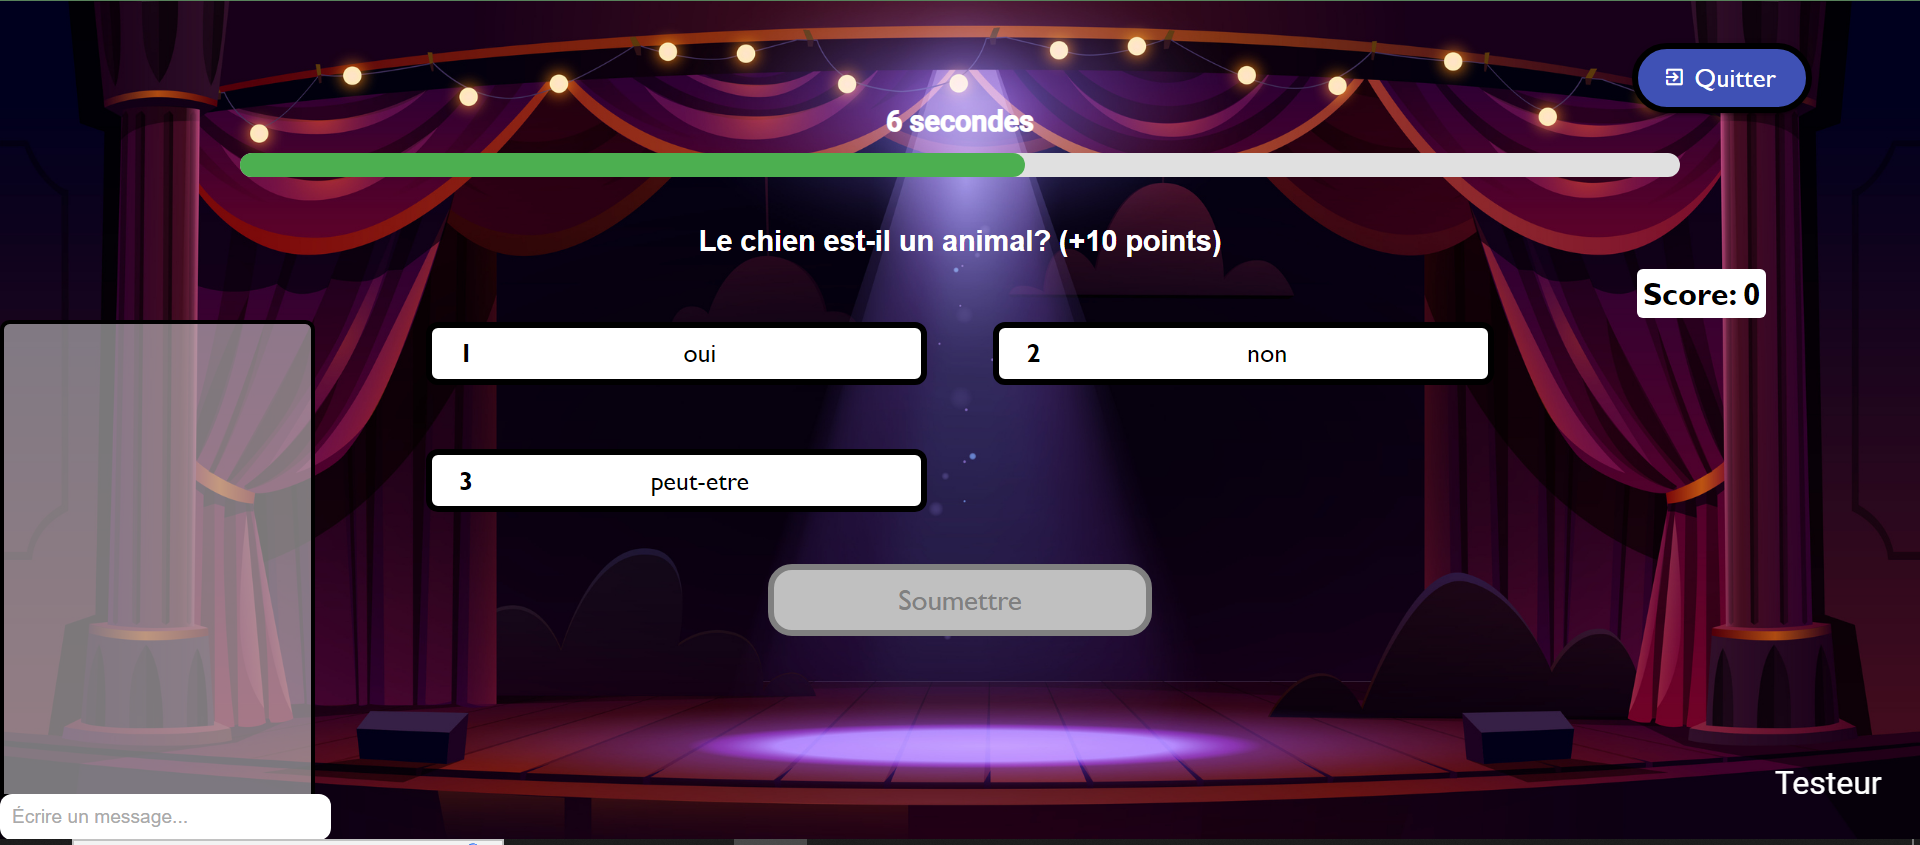 Quitter
6 secondes
Le chien est-il un animal? (+10 points)
Score: 0
1 oui
2 non
3 peut-etre
Soumettre
Testeur
Écrire un message...